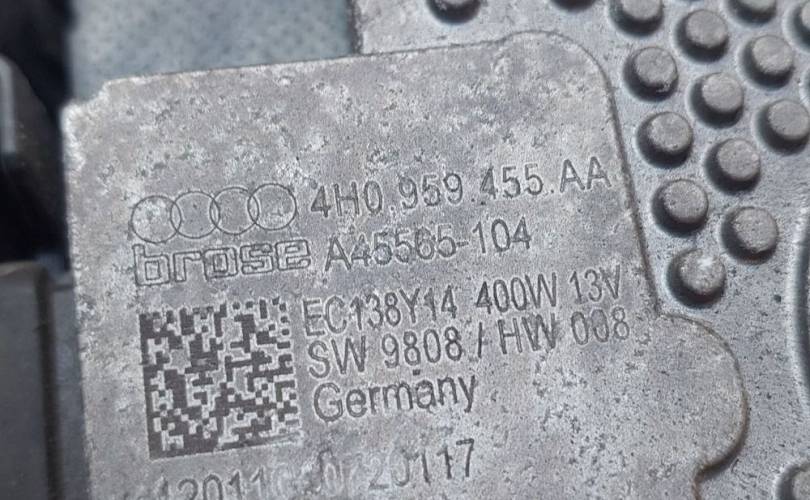 4H0.959.455.AA
brose A45565-104
EC138Y14 400W 13V
SW 9808 / HW 008
Germany